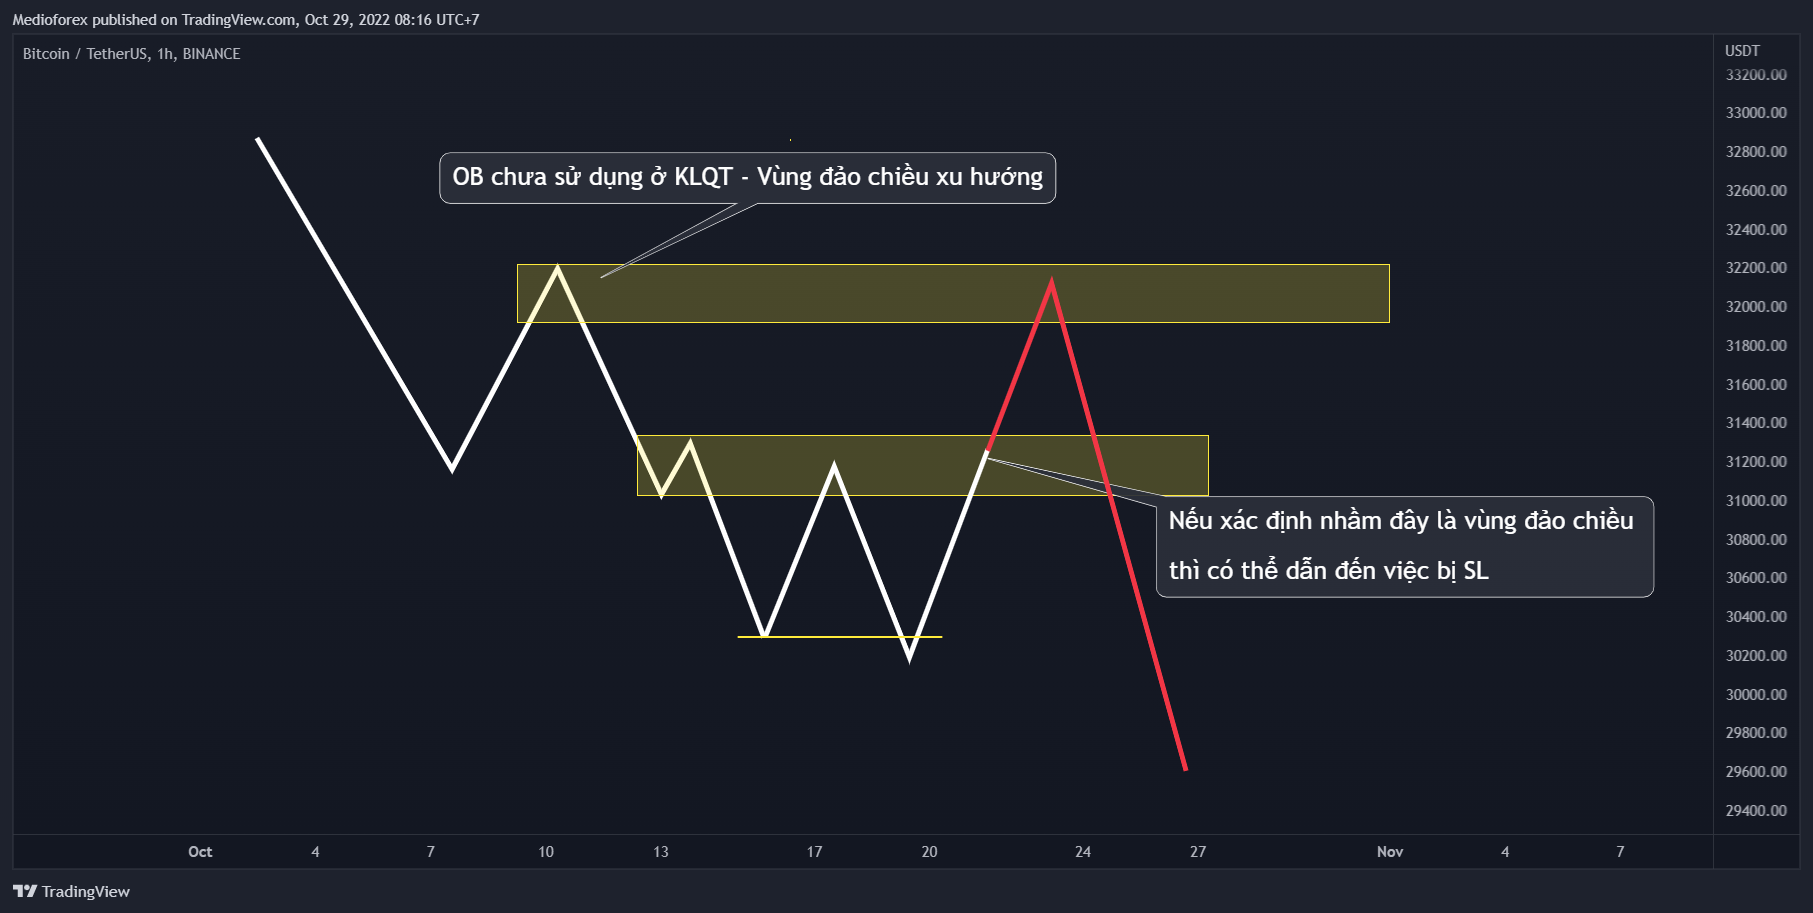 Medioforex published on TradingView.com, Oct 29, 2022 08:16 UTC+7
Bitcoin / TetherUS, 1h, BINANCE
USDT
33200.00
33000.00
32800.00
OB chưa sử dụng ở KLQT - Vùng đảo chiều xu hướng
32600.00
32400.00
32200.00
32000.00
31800.00
31600.00
31400.00
31200.00
31000.00
Nếu xác định nhầm đây là vùng đảo chiều
thì có thể dẫn đến việc bị SL
30800.00
30600.00
30400.00
30200.00
30000.00
29800.00
29600.00
29400.00
Oct 4 7 10 13 17 20 24 27 Nov 4 7
TradingView